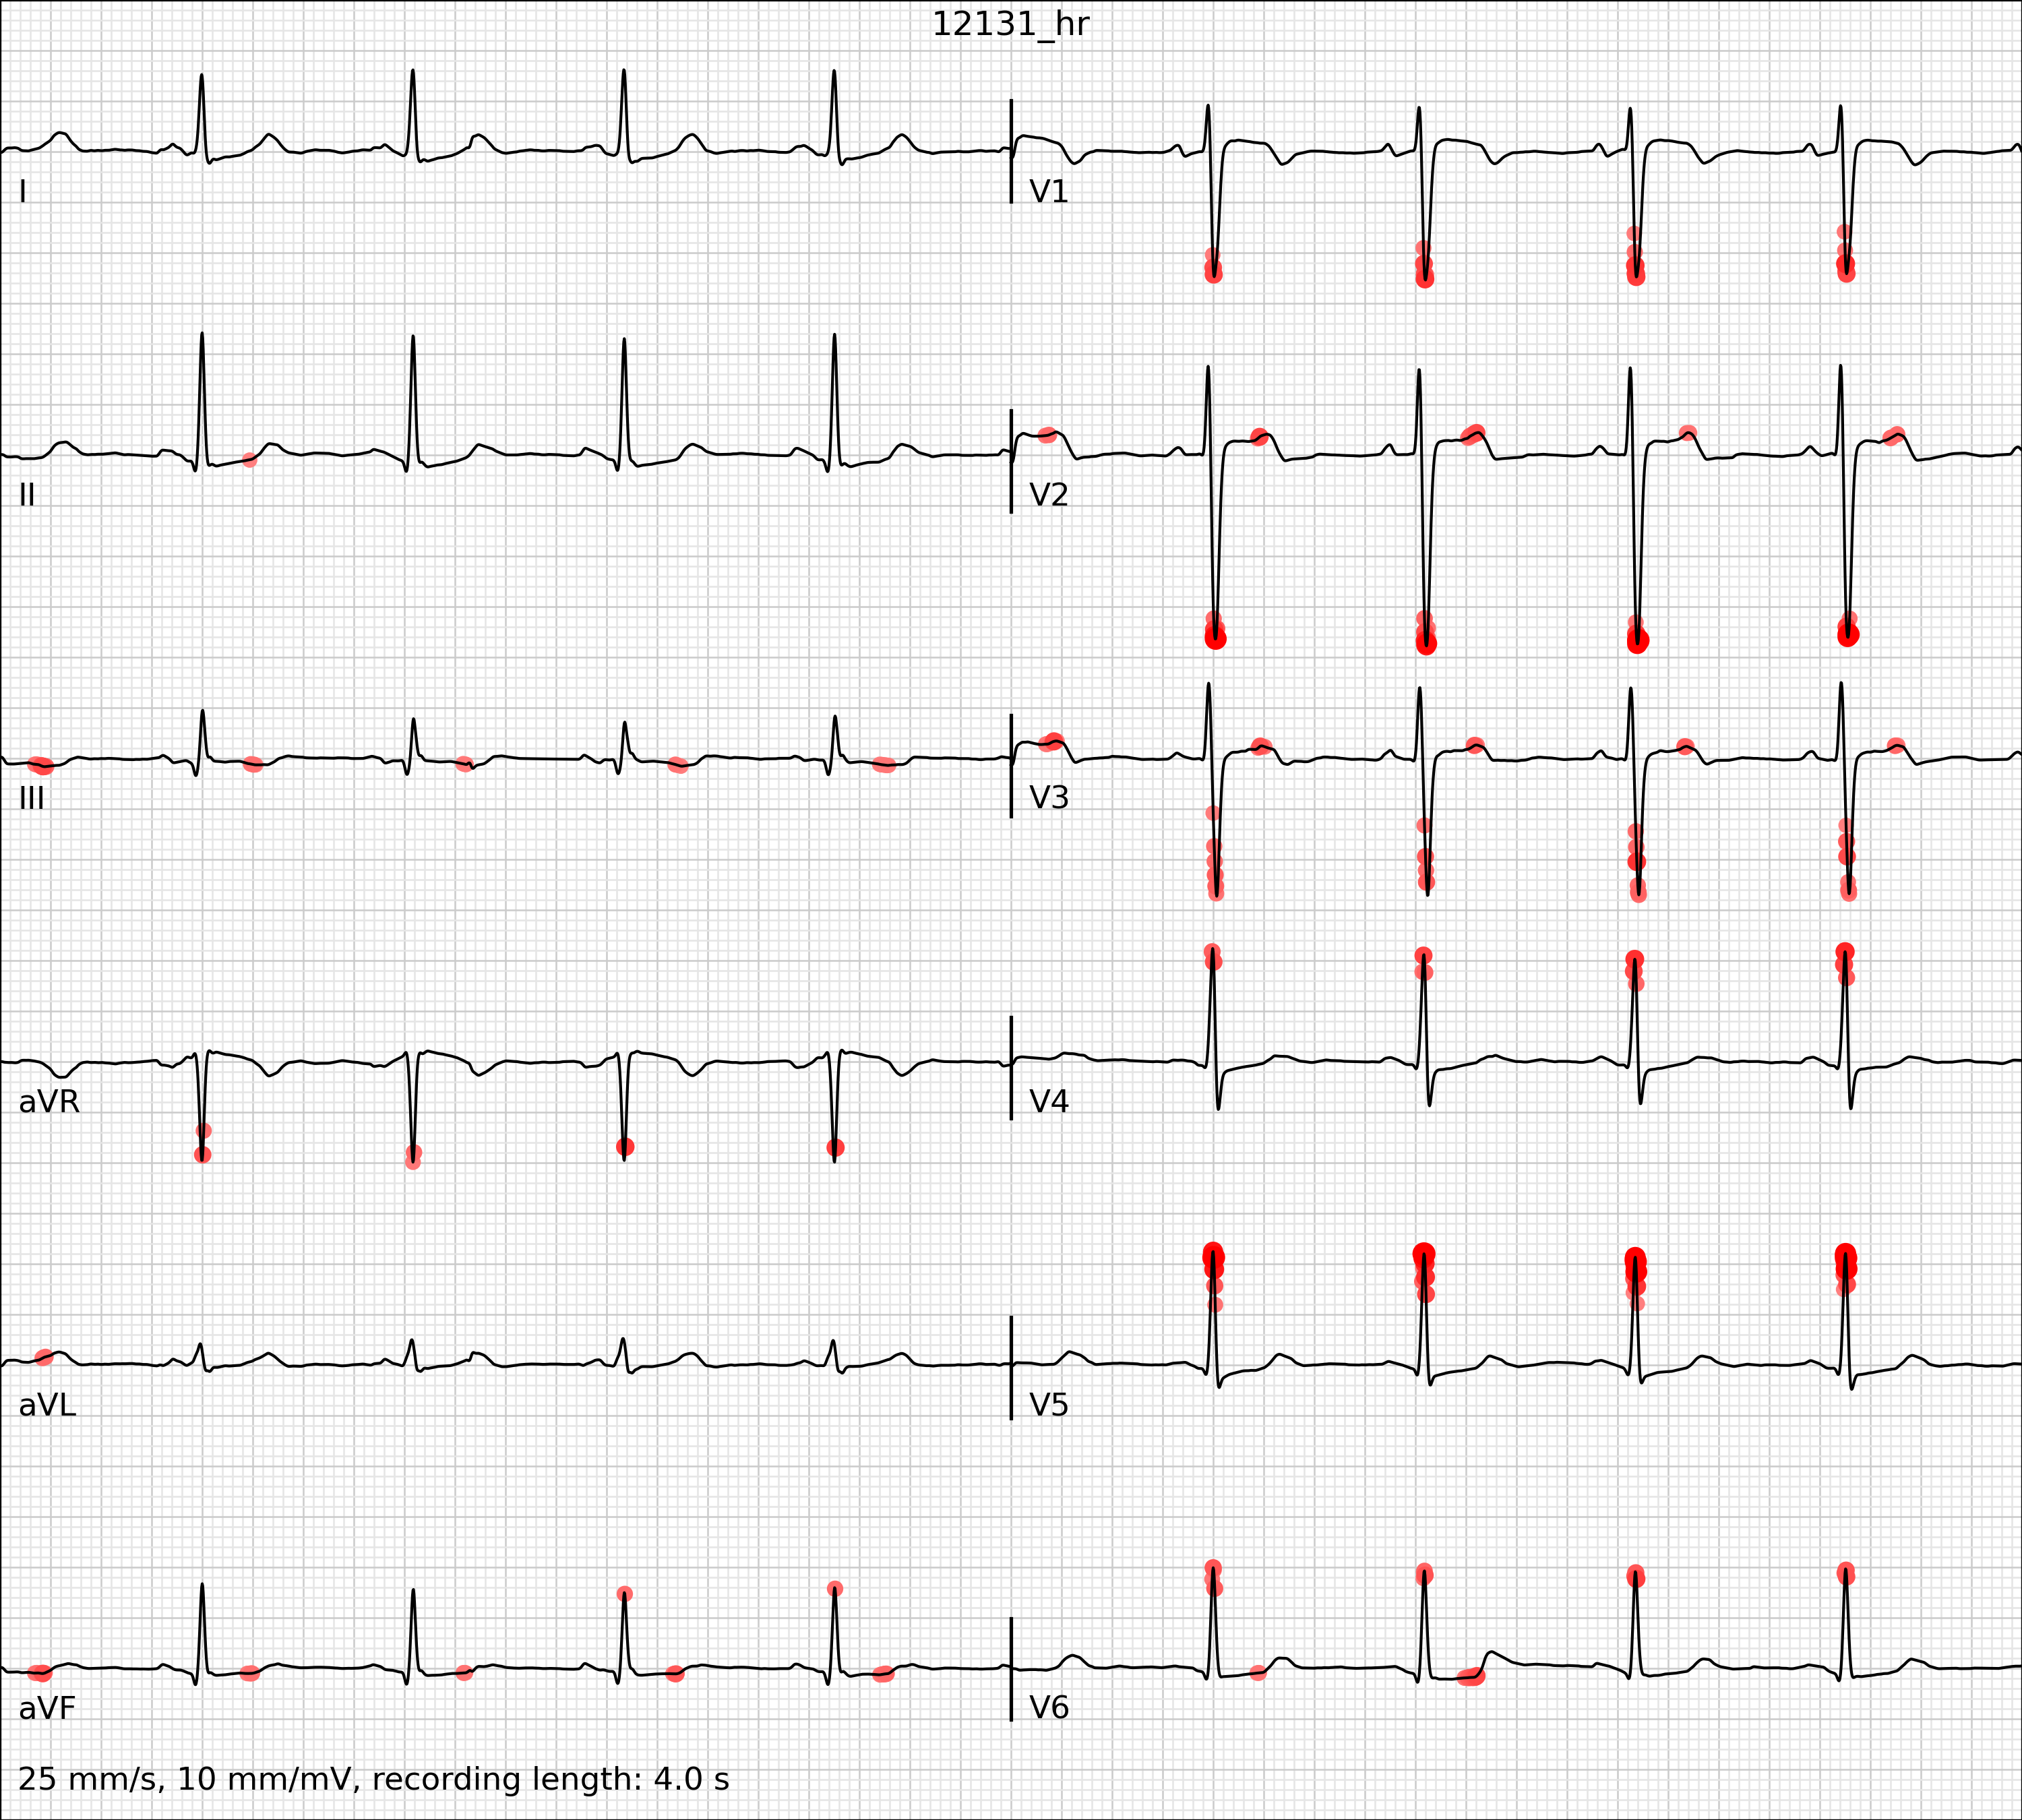 12131_hr
I
V1
II
V2
III
V3
aVR
V4
aVL
V5
aVF
V6
25 mm/s, 10 mm/mV, recording length: 4.0 s